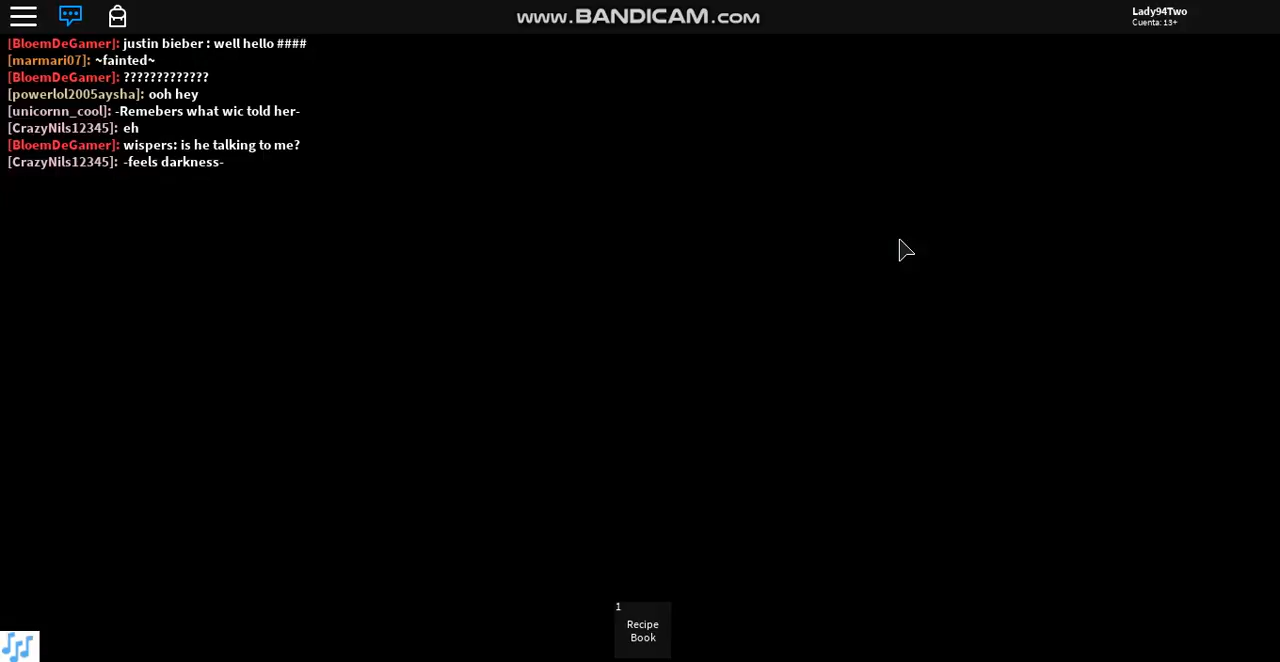 www.BANDICAM.com
Lady94Two
Cuenta: 13+
[BloemDeGamer]: justin bieber : well hello ####
[marmari07]: ~fainted~
[BloemDeGamer]: ?????????????
[powerlol2005aysha]: ooh hey
[unicornn_cool]: -Remebers what wic told her-
[CrazyNils12345]: eh
[BloemDeGamer]: wispers: is he talking to me?
[CrazyNils12345]: -feels darkness-
1
Recipe
Book